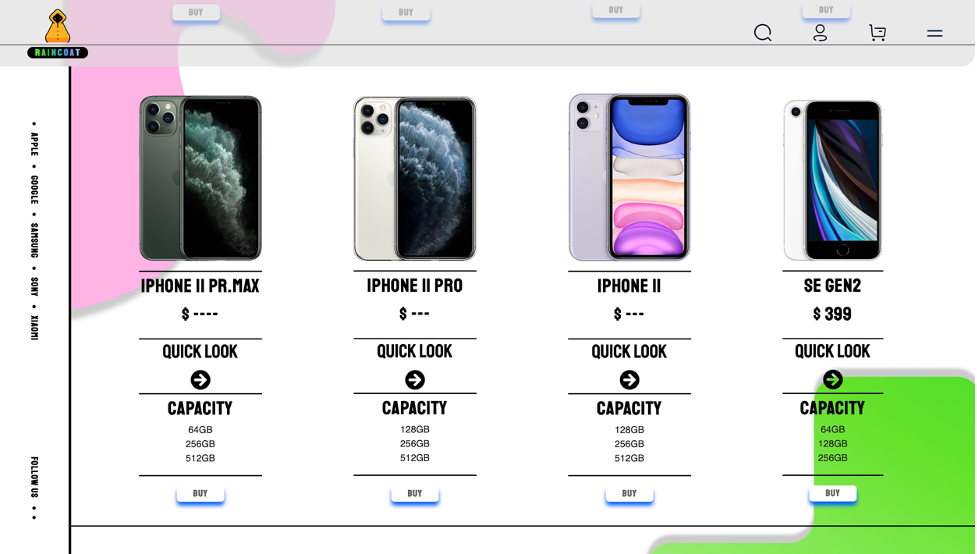 BUY
BUY
BUY
BUY
RAINCOAT
• APPLE • GOOGLE • SAMSUNG • SONY • XIAOMI
FOLLOW US • •
IPHONE 11 PR.MAX
$ ----
QUICK LOOK
CAPACITY
64GB
256GB
512GB
BUY
IPHONE 11 PRO
$ ---
QUICK LOOK
CAPACITY
128GB
256GB
512GB
BUY
IPHONE 11
$ ---
QUICK LOOK
CAPACITY
128GB
256GB
512GB
BUY
SE GEN2
$ 399
QUICK LOOK
CAPACITY
64GB
128GB
256GB
BUY